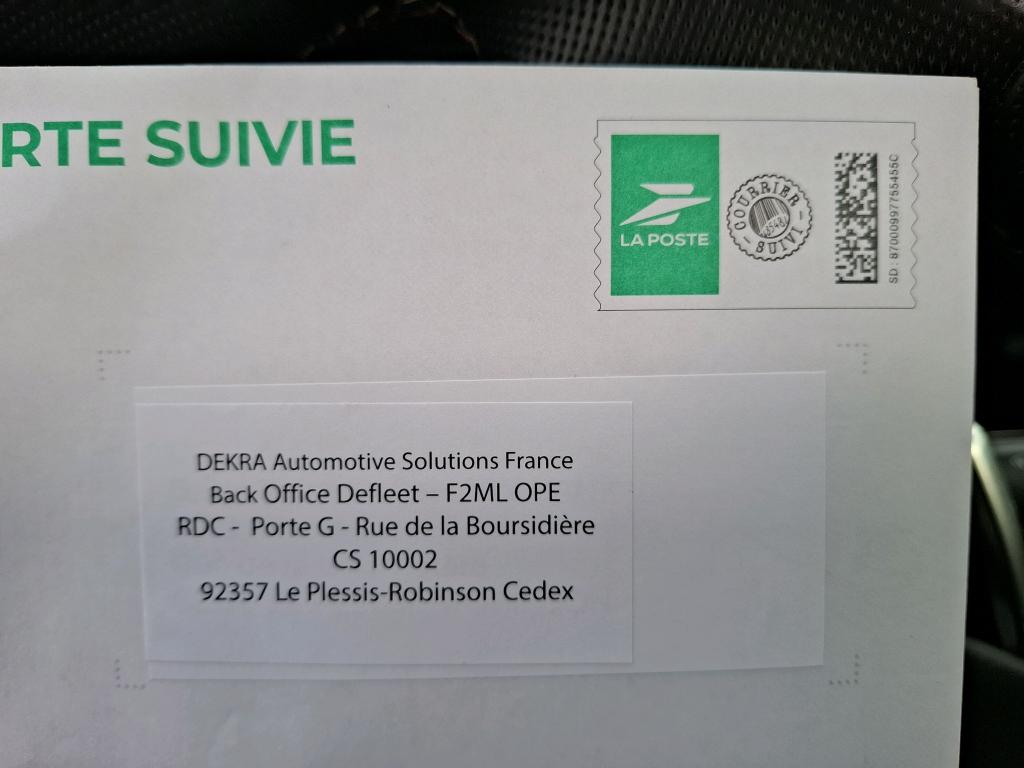 RTE SUIVIE
LA POSTE
COURRIER
SUIVI
SD : 87000997755455C
DEKRA Automotive Solutions France
Back Office Defleet – F2ML OPE
RDC - Porte G - Rue de la Boursidière
CS 10002
92357 Le Plessis-Robinson Cedex